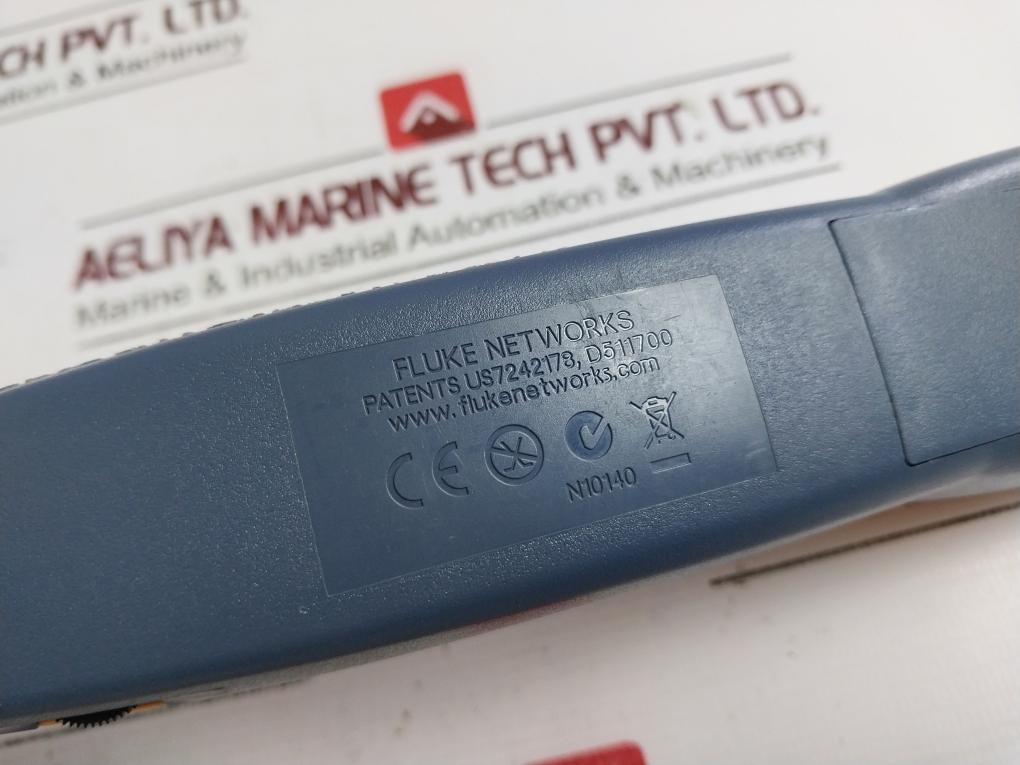 CH PVT. LTD.
ation & Machinery
AELIYA MARINE TECH PVT. LTD.
Marine & Industrial Automation & Machinery
FLUKE NETWORKS
PATENTS US7242178, D511700
www.flukenetworks.com
CE
N10140